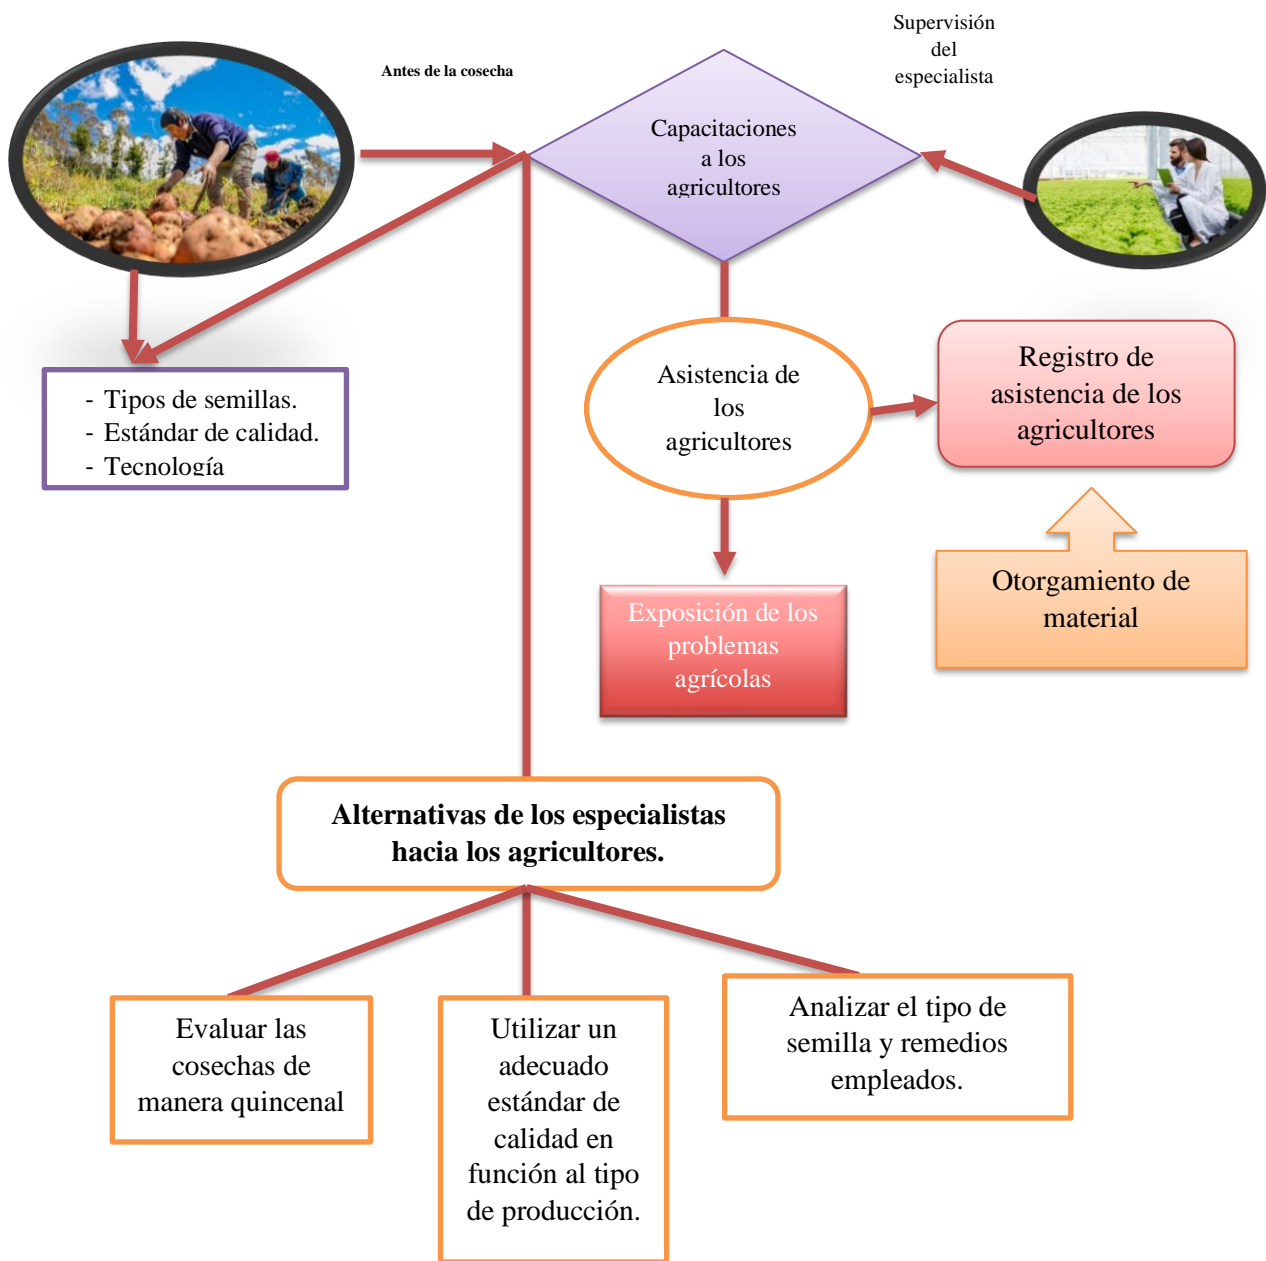 Supervisión
del
especialista
Antes de la cosecha
Capacitaciones
a los
agricultores
- Tipos de semillas.
- Estándar de calidad.
- Tecnología
Asistencia de
los
agricultores
Registro de
asistencia de los
agricultores
Otorgamiento de
material
Exposición de los
problemas
agrícolas
Alternativas de los especialistas
hacia los agricultores.
Evaluar las
cosechas de
manera quincenal
Utilizar un
adecuado
estándar de
calidad en
función al tipo
de producción.
Analizar el tipo de
semilla y remedios
empleados.